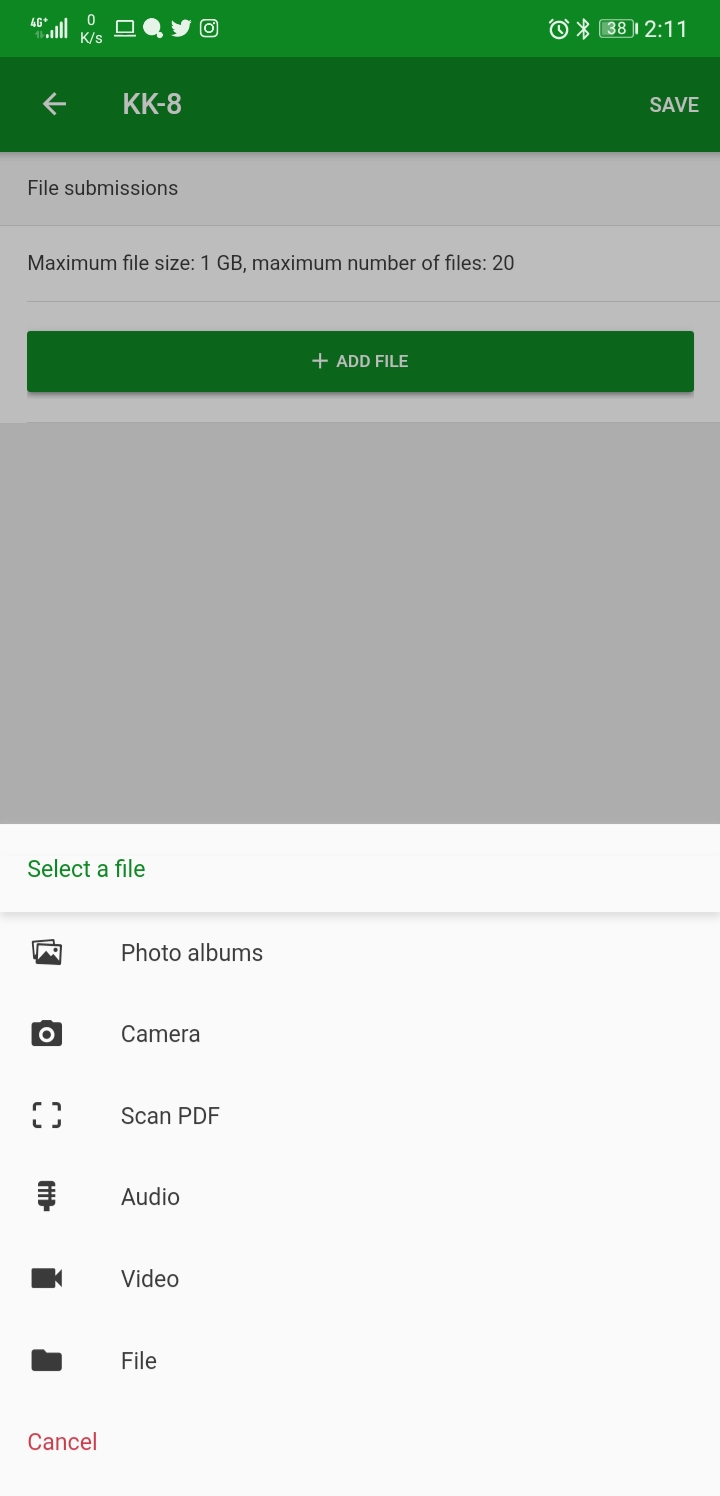 4G+
0
K/s
38
2:11
KK-8
SAVE
File submissions
Maximum file size: 1 GB, maximum number of files: 20
+ ADD FILE
Select a file
Photo albums
Camera
Scan PDF
Audio
Video
File
Cancel